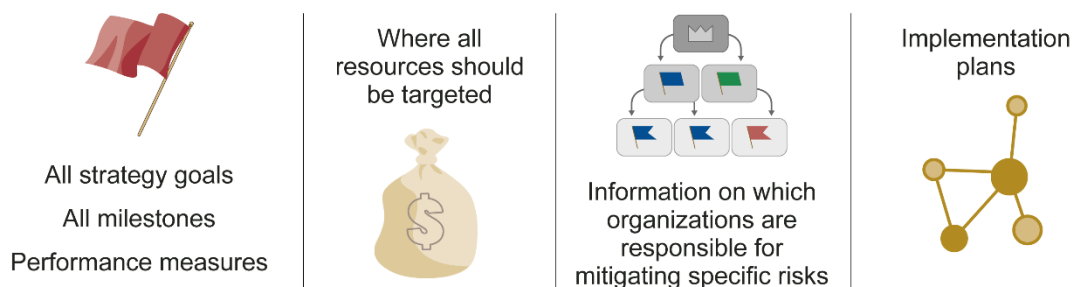 All strategy goals
All milestones
Performance measures
Where all
resources should
be targeted
$
Information on which
organizations are
responsible for
mitigating specific risks
Implementation
plans